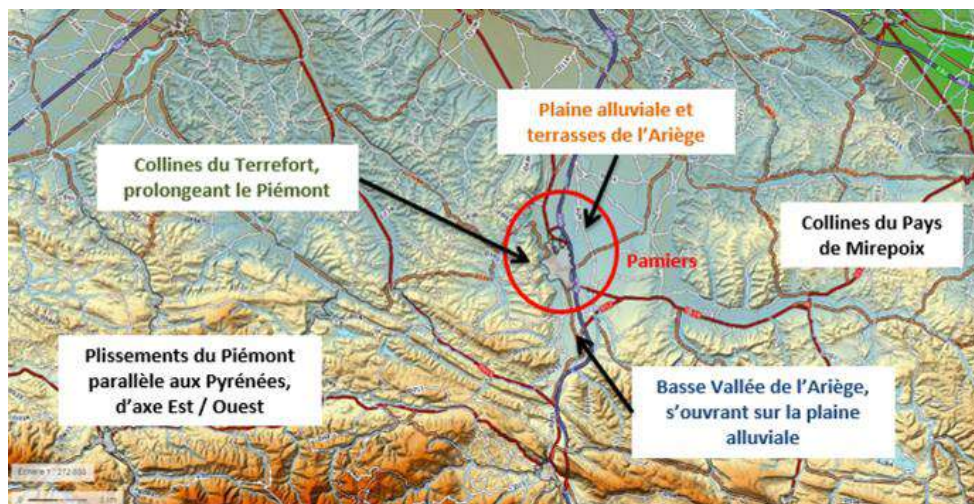 Plaine alluviale et
terrasses de l'Ariège
Collines du Terrefort,
prolongeant le Piémont
Collines du Pays
de Mirepoix
Pamiers
Plissements du Piémont
parallèle aux Pyrénées,
d'axe Est / Ouest
Basse Vallée de l'Ariège,
s'ouvrant sur la plaine
alluviale